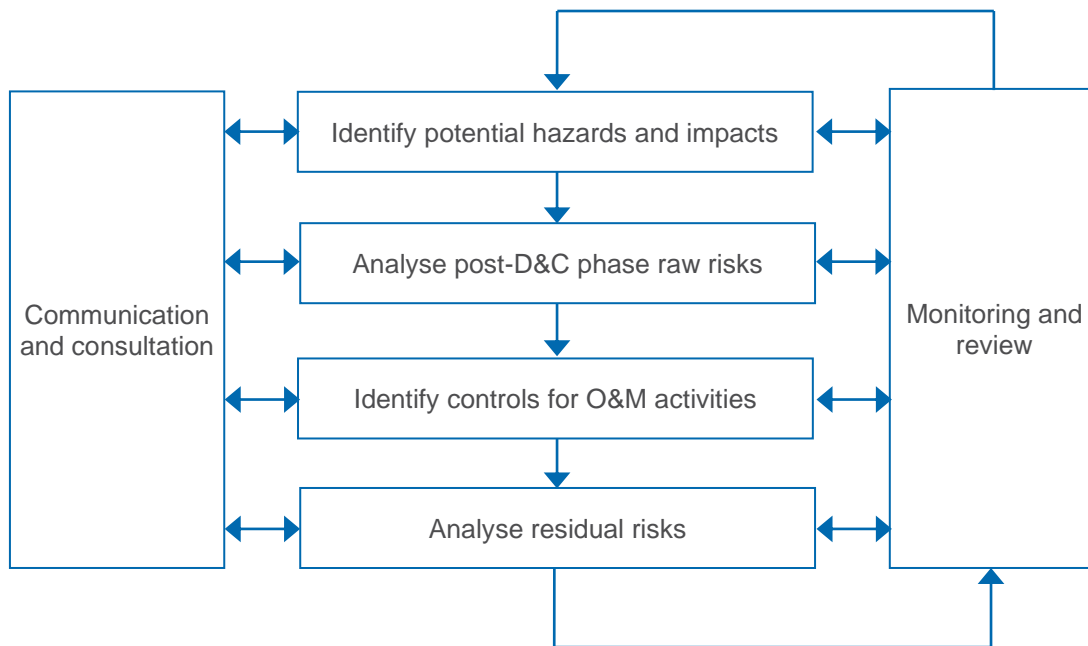 Identify potential hazards and impacts
Analyse post-D&C phase raw risks
Communication
and consultation
Monitoring and
review
Identify controls for O&M activities
Analyse residual risks